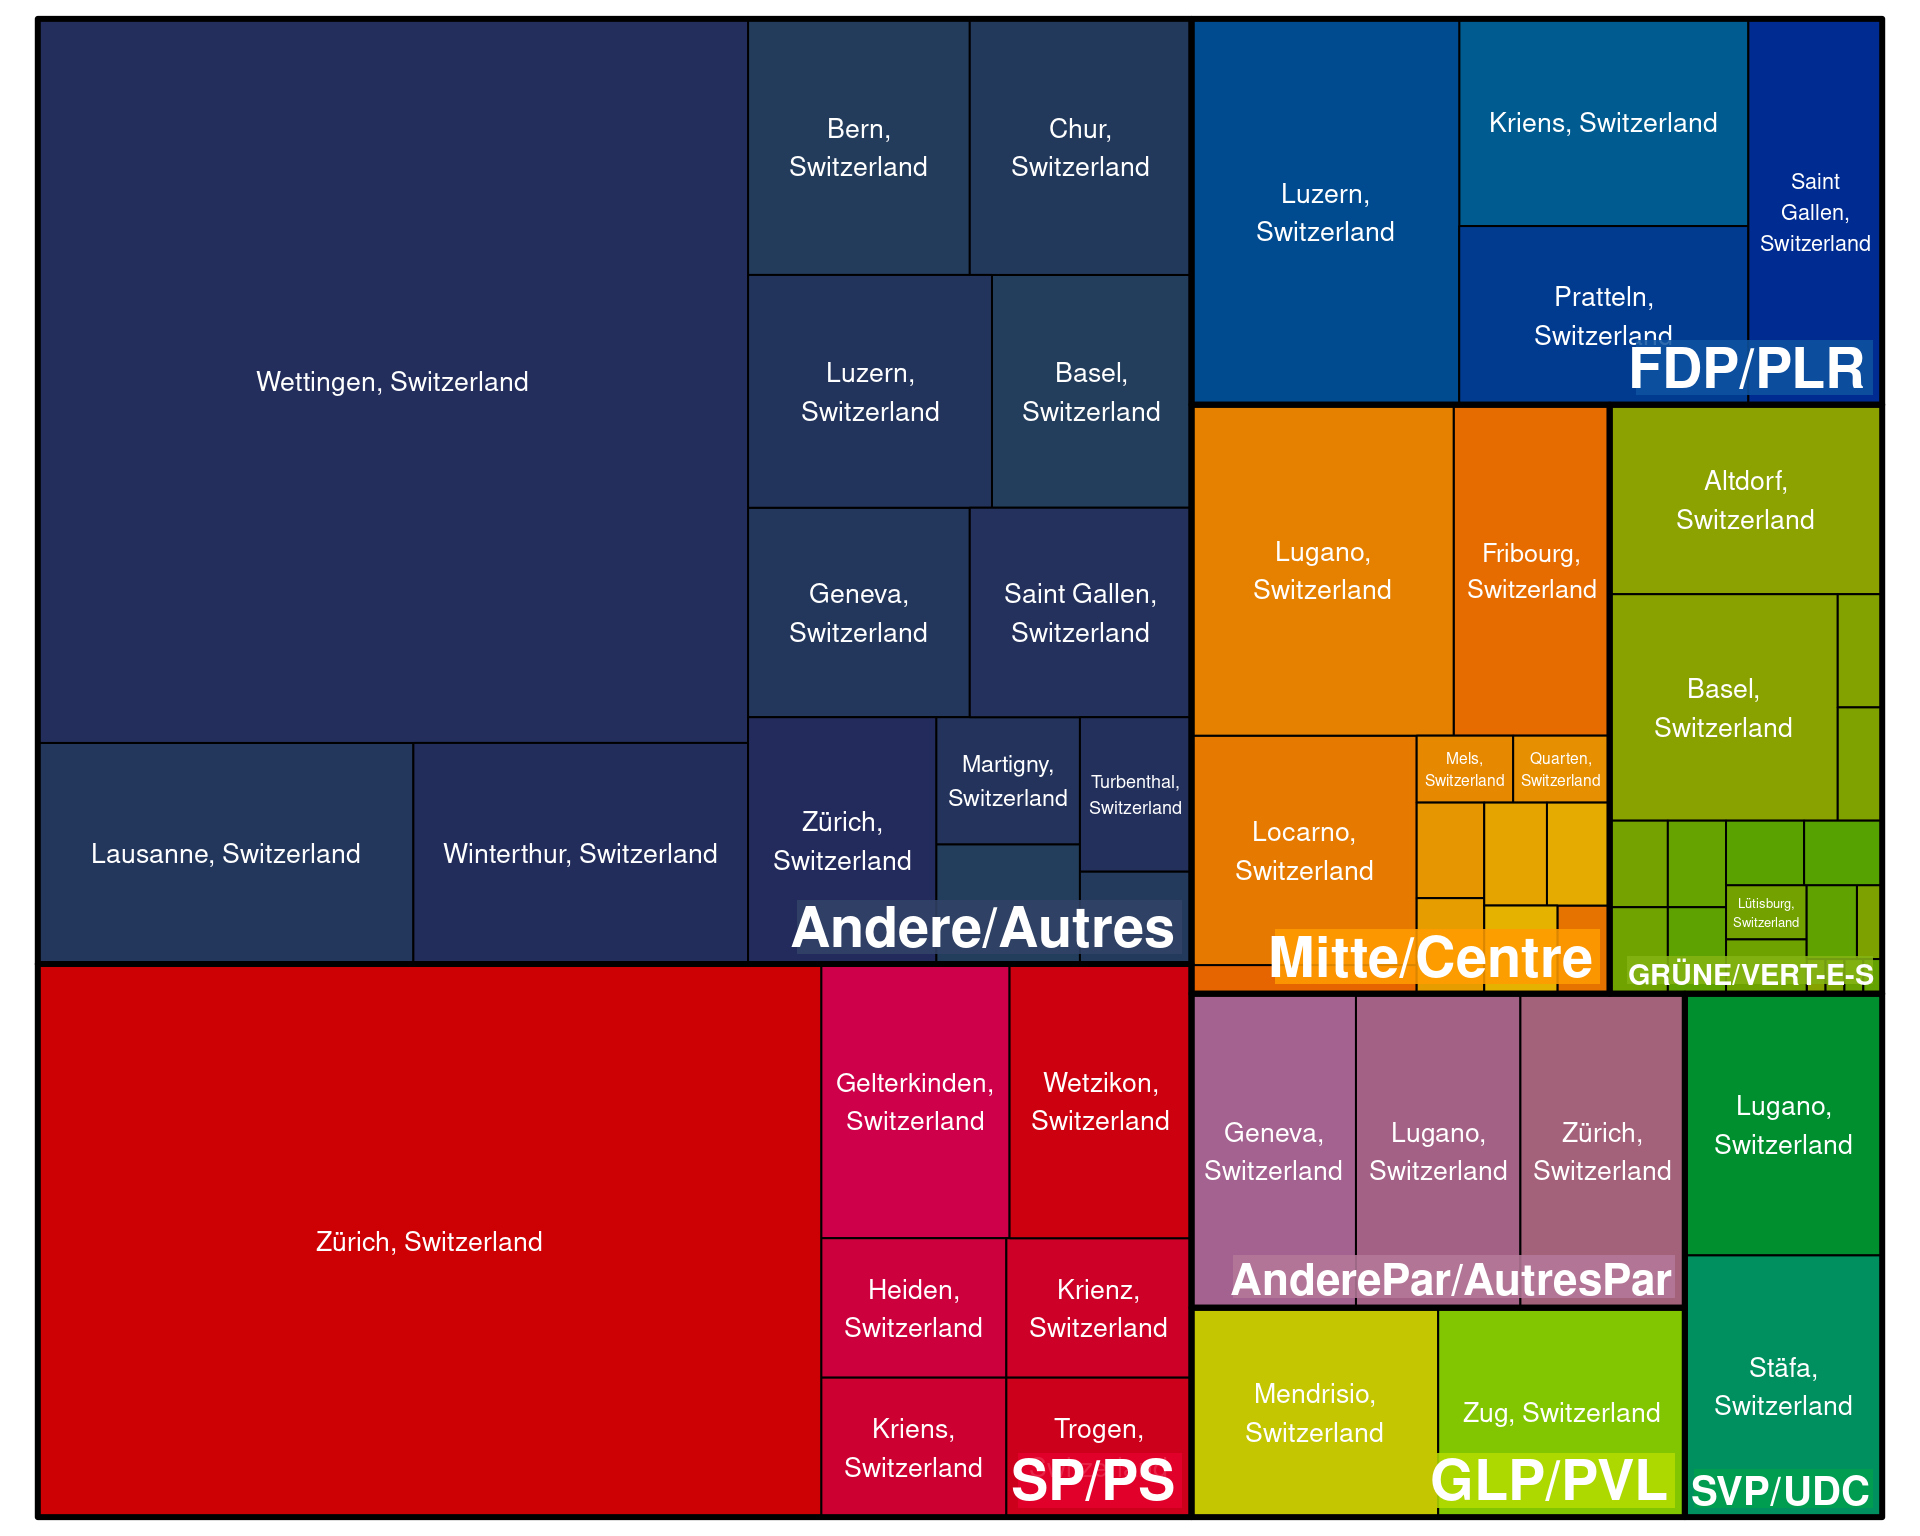 Wettingen, Switzerland
Bern,
Switzerland
Chur,
Switzerland
Luzern,
Switzerland
Basel,
Switzerland
Geneva,
Switzerland
Saint Gallen,
Switzerland
Lausanne, Switzerland
Winterthur, Switzerland
Zürich,
Switzerland
Martigny,
Switzerland
Turbenthal,
Switzerland
Andere/Autres
Zürich, Switzerland
Gelterkinden,
Switzerland
Wetzikon,
Switzerland
Heiden,
Switzerland
Krienz,
Switzerland
Kriens,
Switzerland
Trogen,
SP/PS
Luzern,
Switzerland
Kriens, Switzerland
Pratteln,
Switzerland
Saint
Gallen,
Switzerland
FDP/PLR
Lugano,
Switzerland
Fribourg,
Switzerland
Locarno,
Switzerland
Mels,
Switzerland
Quarten,
Switzerland
Mitte/Centre
Altdorf,
Switzerland
Basel,
Switzerland
Lütisburg,
Switzerland
GRÜNE/VERT-E-S
Geneva,
Switzerland
Lugano,
Switzerland
Zürich,
Switzerland
AnderePar/AutresPar
Mendrisio,
Switzerland
Zug, Switzerland
GLP/PVL
Lugano,
Switzerland
Stäfa,
Switzerland
SVP/UDC